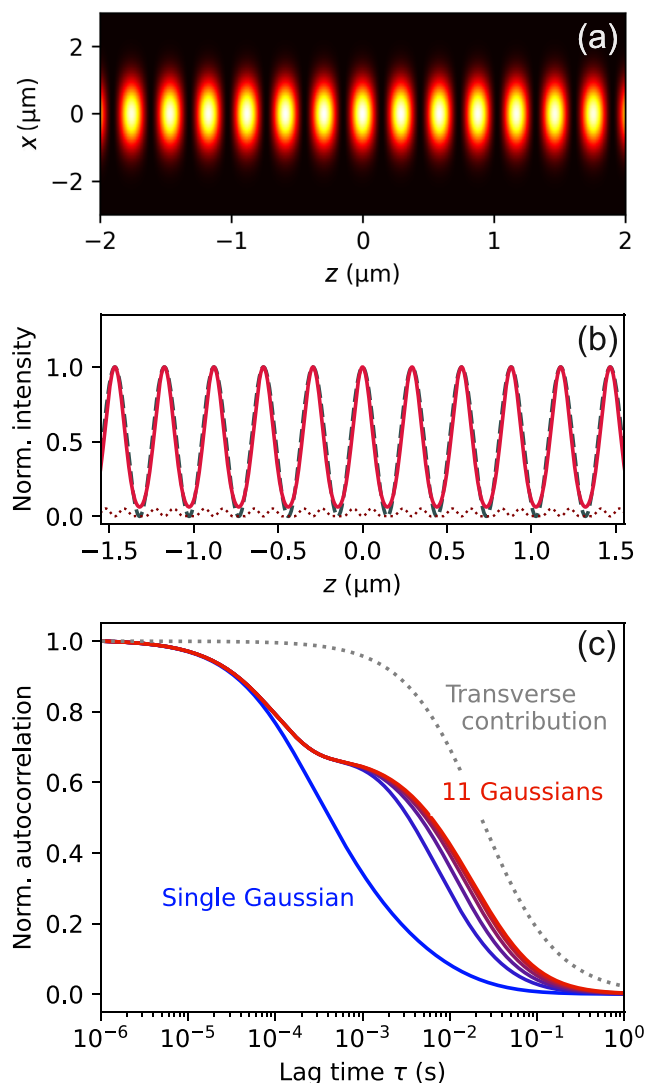 (a)
2
0
−2
x (μm)
−2
−1
0
1
2
z (μm)
(b)
1.0
0.5
0.0
Norm. intensity
−1.5
−1.0
−0.5
0.0
0.5
1.0
1.5
z (μm)
(c)
1.0
0.8
0.6
0.4
0.2
0.0
Norm. autocorrelation
Transverse
contribution
11 Gaussians
Single Gaussian
10⁻⁶
10⁻⁵
10⁻⁴
10⁻³
10⁻²
10⁻¹
10⁰
Lag time τ (s)